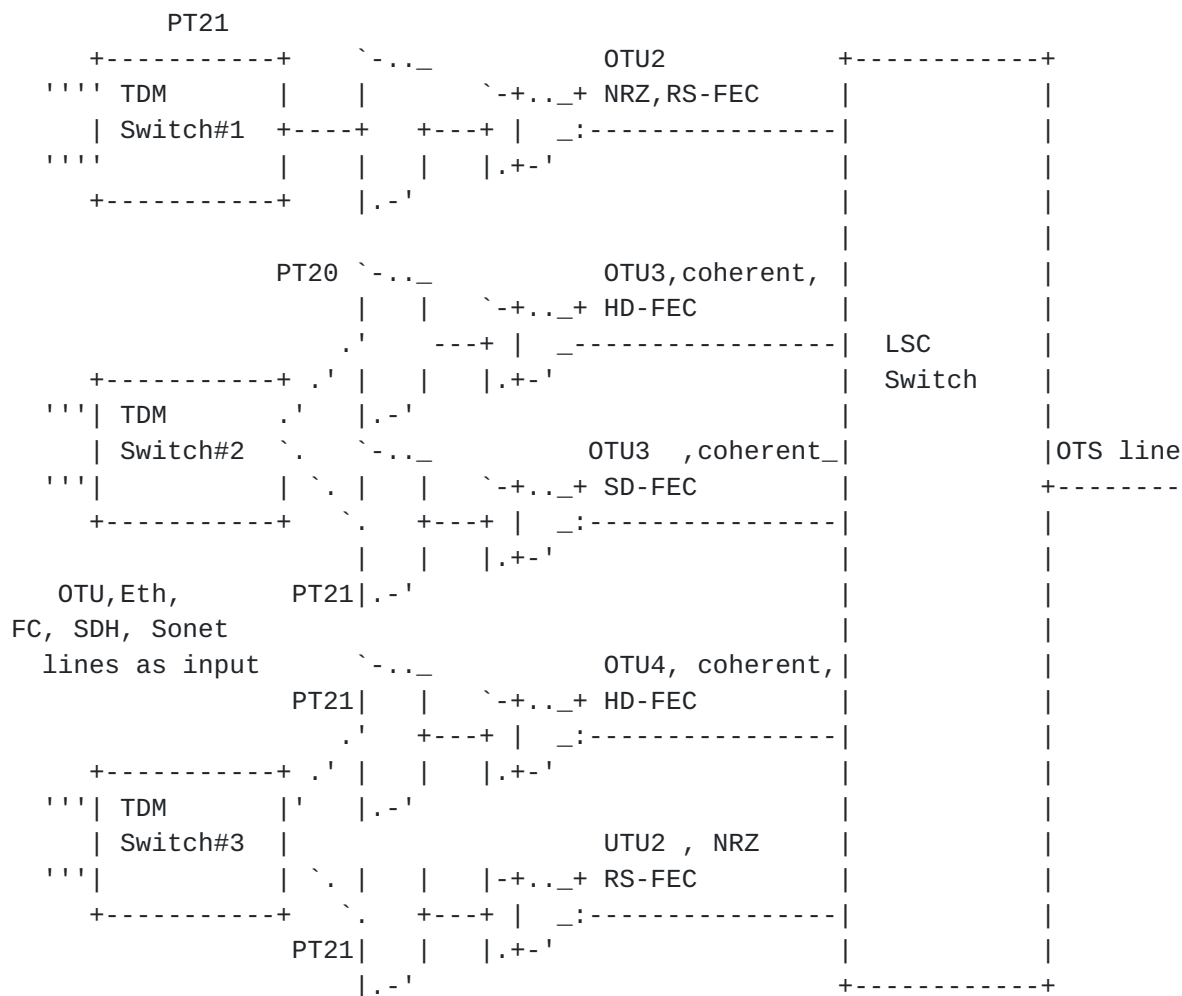 PT21
OTU2
TDM NRZ,RS-FEC
Switch#1
PT20 OTU3,coherent,
HD-FEC
LSC
Switch
TDM
Switch#2 OTU3 ,coherent_ OTS line
SD-FEC
OTU,Eth, PT21
FC, SDH, Sonet
lines as input OTU4, coherent,
PT21 HD-FEC
TDM
Switch#3 UTU2 , NRZ
RS-FEC
PT21